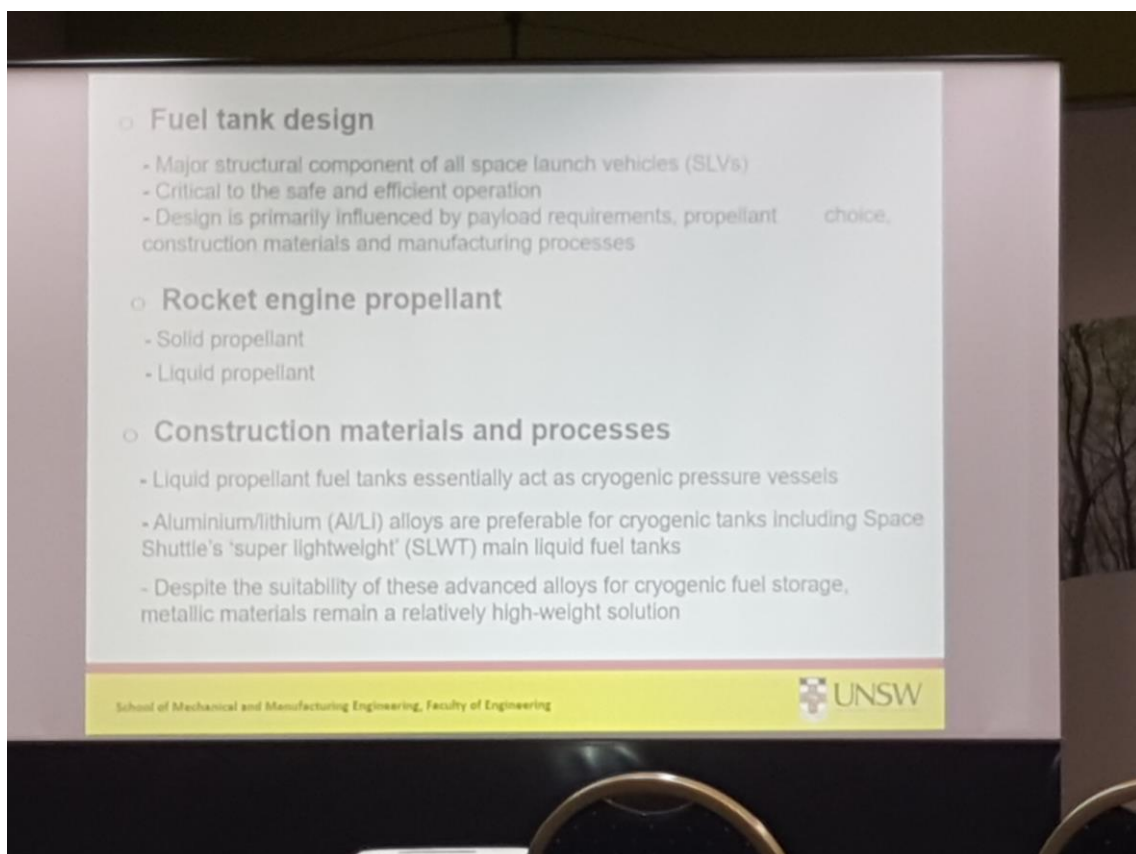 ○ Fuel tank design
- Major structural component of all space launch vehicles (SLVs)
- Critical to the safe and efficient operation
- Design is primarily influenced by payload requirements, propellant choice,
construction materials and manufacturing processes
○ Rocket engine propellant
- Solid propellant
- Liquid propellant
○ Construction materials and processes
- Liquid propellant fuel tanks essentially act as cryogenic pressure vessels
- Aluminium/lithium (Al/Li) alloys are preferable for cryogenic tanks including Space
Shuttle's 'super lightweight' (SLWT) main liquid fuel tanks
- Despite the suitability of these advanced alloys for cryogenic fuel storage,
metallic materials remain a relatively high-weight solution
School of Mechanical and Manufacturing Engineering, Faculty of Engineering
UNSW